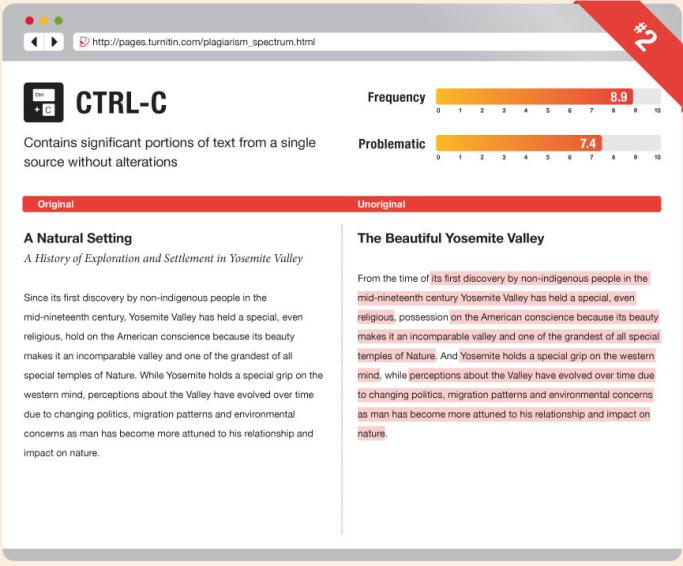 #2
http://pages.turnitin.com/plagiarism_spectrum.html
Ctrl
+ C
CTRL-C
Contains significant portions of text from a single
source without alterations
Frequency
8.9
0 1 2 3 4 5 6 7 8 9 10
Problematic
7.4
0 1 2 3 4 5 6 7 8 9 10
Original
Unoriginal
A Natural Setting
A History of Exploration and Settlement in Yosemite Valley
Since its first discovery by non-indigenous people in the
mid-nineteenth century, Yosemite Valley has held a special, even
religious, hold on the American conscience because its beauty
makes it an incomparable valley and one of the grandest of all
special temples of Nature. While Yosemite holds a special grip on the
western mind, perceptions about the Valley have evolved over time
due to changing politics, migration patterns and environmental
concerns as man has become more attuned to his relationship and
impact on nature.
The Beautiful Yosemite Valley
From the time of its first discovery by non-indigenous people in the
mid-nineteenth century Yosemite Valley has held a special, even
religious, possession on the American conscience because its beauty
makes it an incomparable valley and one of the grandest of all special
temples of Nature. And Yosemite holds a special grip on the western
mind, while perceptions about the Valley have evolved over time due
to changing politics, migration patterns and environmental concerns
as man has become more attuned to his relationship and impact on
nature.